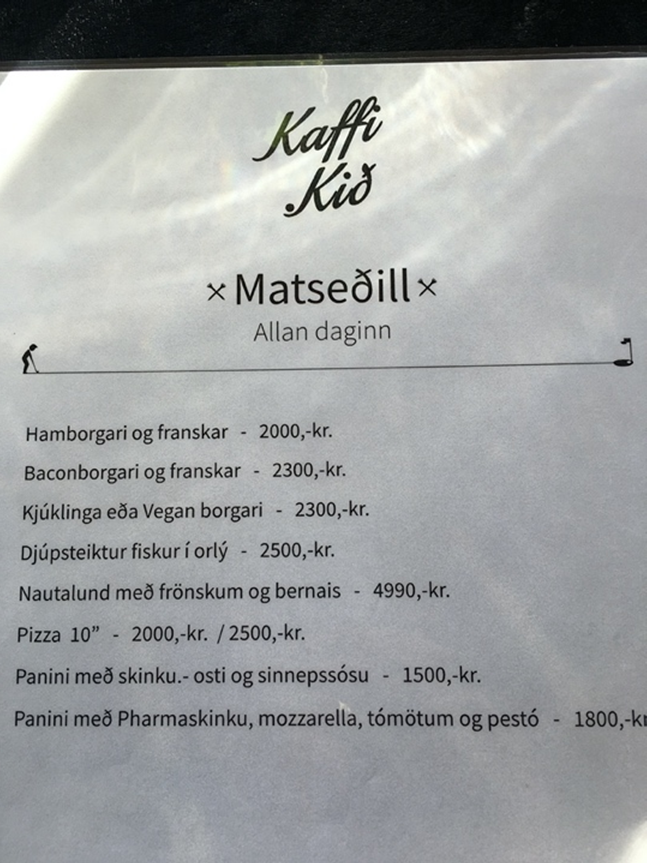 Kaffi
.Kið
Matseðill
Allan daginn
Hamborgari og franskar - 2000,-kr.
Baconborgari og franskar - 2300,-kr.
Kjúklinga eða Vegan borgari - 2300,-kr.
Djúpsteiktur fiskur í orlý - 2500,-kr.
Nautalund með frönskum og bernais - 4990,-kr.
Pizza 10” - 2000,-kr. / 2500,-kr.
Panini með skinku.- osti og sinnepssósu - 1500,-kr.
Panini með Pharmaskinku, mozzarella, tómötum og pestó - 1800,-kr